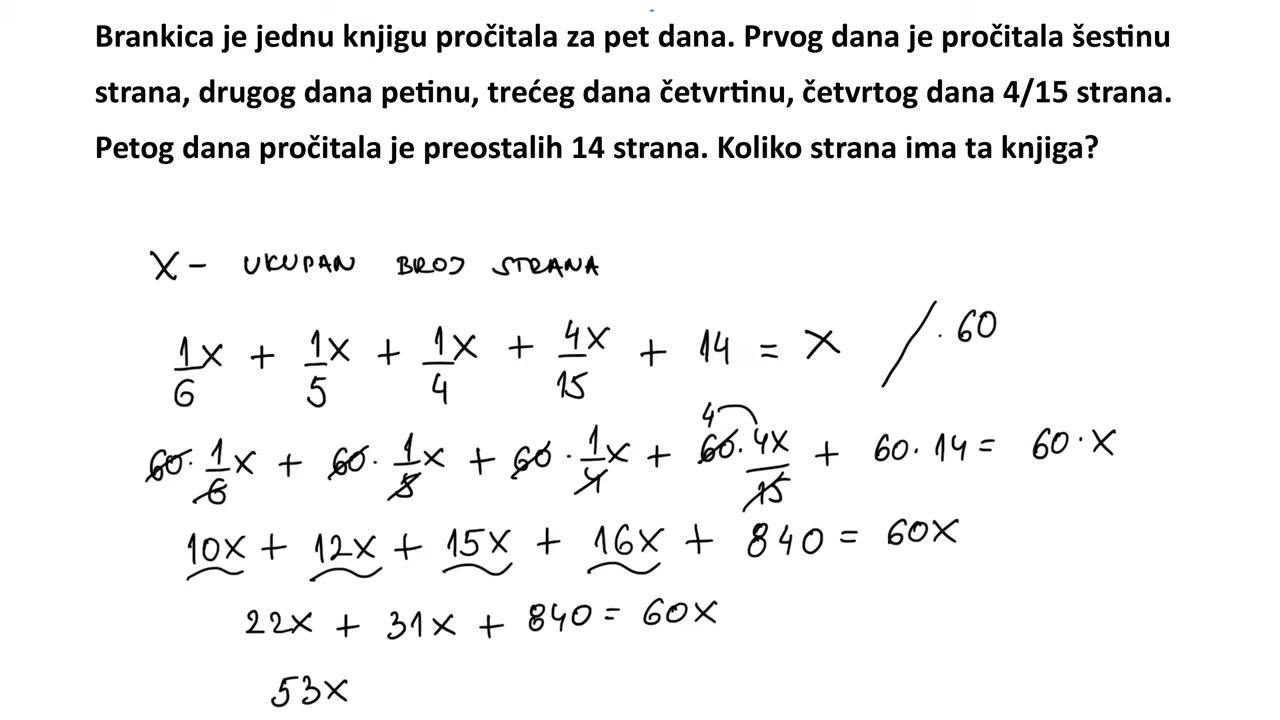 Brankica je jednu knjigu pročitala za pet dana. Prvog dana je pročitala šestinu
strana, drugog dana petinu, trećeg dana četvrtinu, četvrtog dana 4/15 strana.
Petog dana pročitala je preostalih 14 strana. Koliko strana ima ta knjiga?
X - UKUPAN BROJ STRANA
1/6 x + 1/5 x + 1/4 x + 4x/15 + 14 = x / · 60
60 · 1/6 x + 60 · 1/5 x + 60 · 1/4 x + 4 60 · 4x/15 + 60 · 14 = 60 · x
10x + 12x + 15x + 16x + 840 = 60x
22x + 31x + 840 = 60x
53x